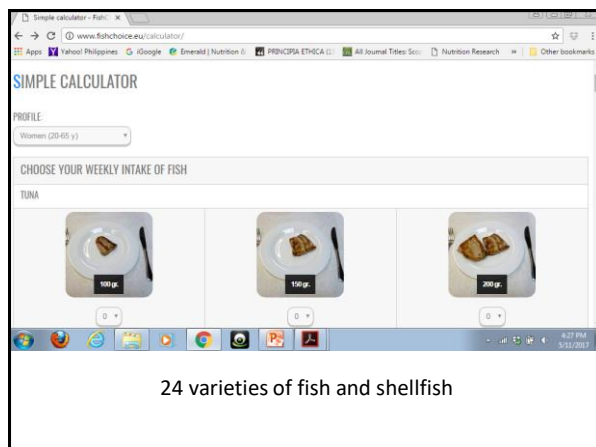 Simple calculator - FishC
www.fishchoice.eu/calculator/
Apps Yahoo! Philippines iGoogle Emerald | Nutrition & PRINCIPIA ETHICA All Journal Titles: Sco Nutrition Research » Other bookmarks
SIMPLE CALCULATOR
PROFILE:
Women (20-65 y)
CHOOSE YOUR WEEKLY INTAKE OF FISH
TUNA
100 gr. 150 gr. 200 gr.
0 0 0
4:27 PM
5/11/2017
24 varieties of fish and shellfish